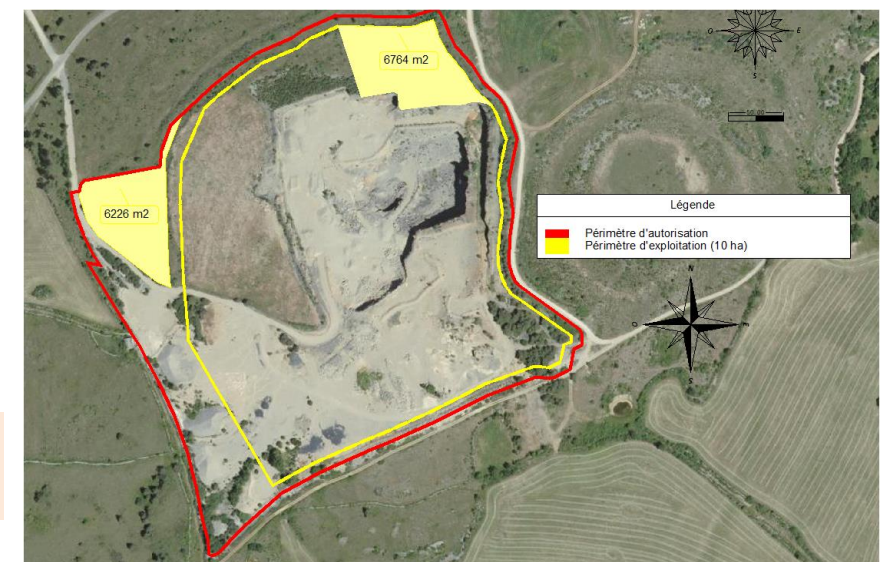 6764 m2
E
S
6226 m2
Légende
Périmètre d'autorisation
Périmètre d'exploitation (10 ha)
N
S